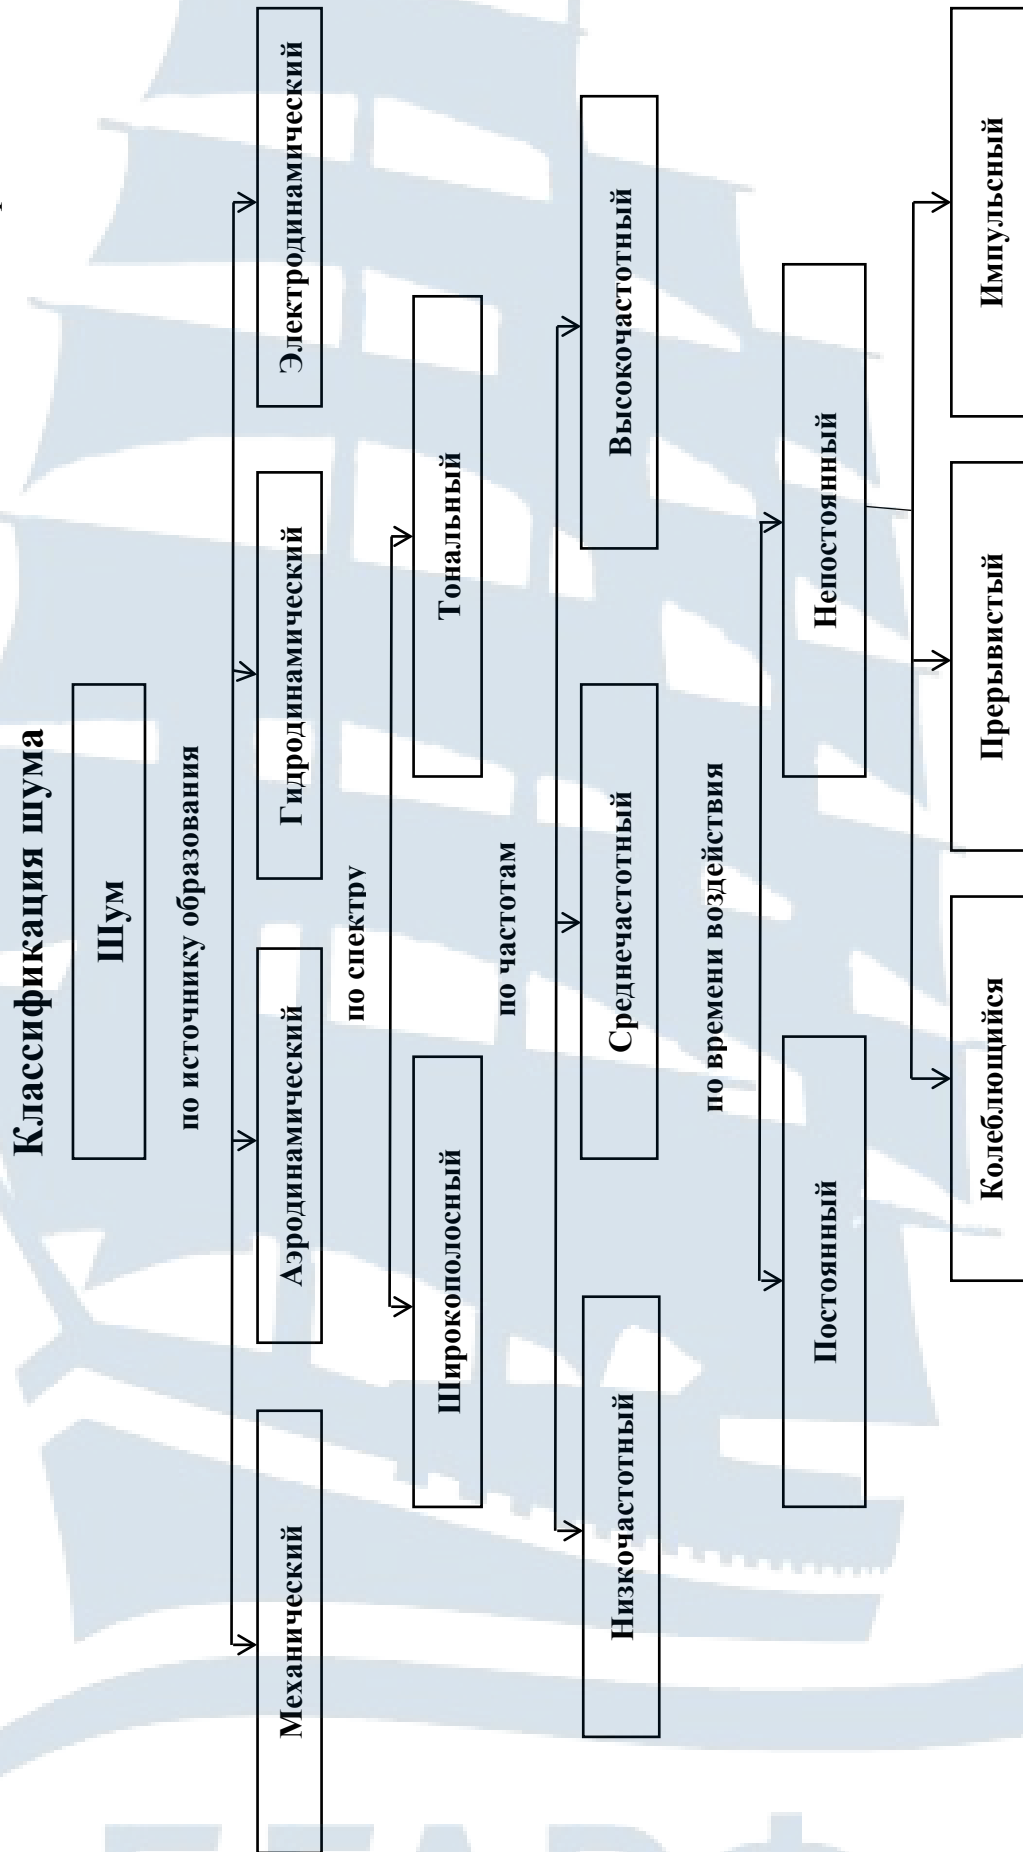 Классификация шума
Шум
по источнику образования
Механический
Аэродинамический
Гидродинамический
Электродинамический
по спектру
Широкополосный
Тональный
по частотам
Низкочастотный
Среднечастотный
Высокочастотный
по времени воздействия
Постоянный
Непостоянный
Колеблющийся
Прерывистый
Импульсный